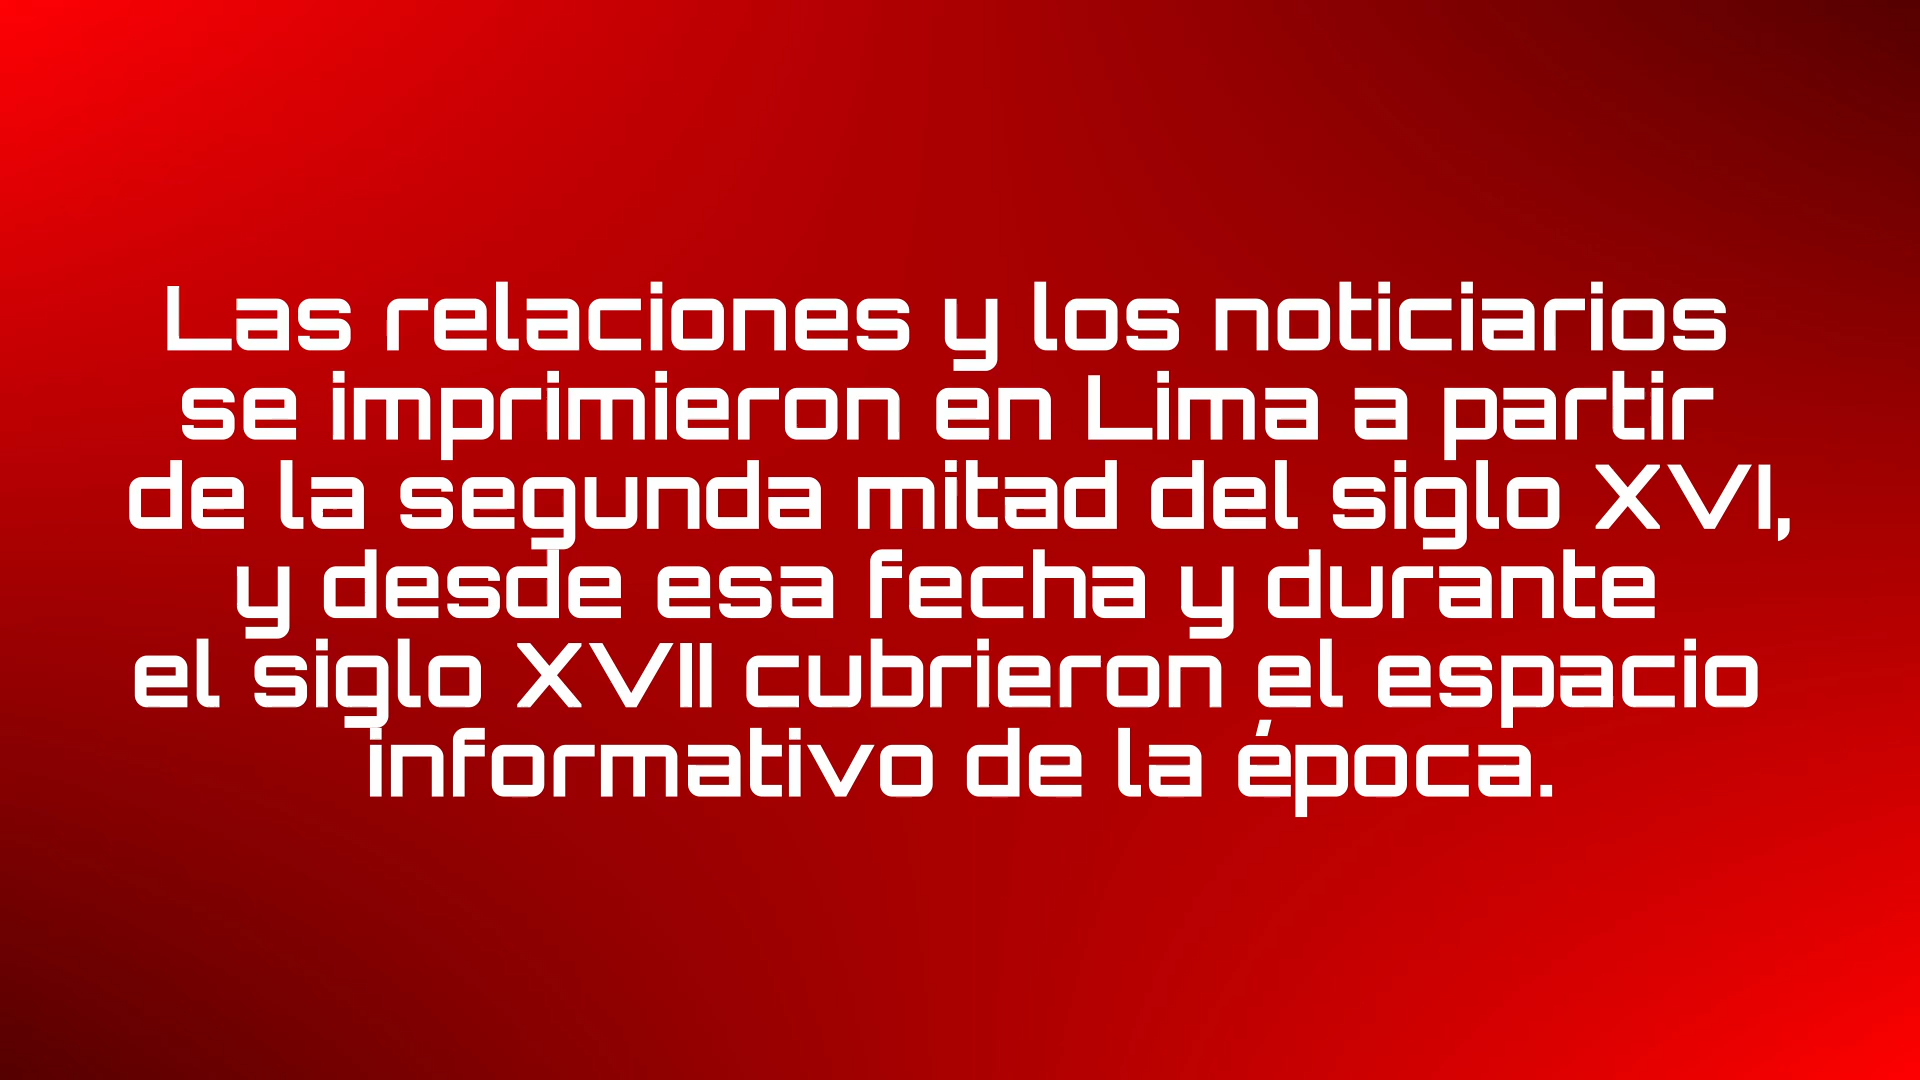 Las relaciones y los noticiarios
se imprimieron en Lima a partir
de la segunda mitad del siglo XVI,
y desde esa fecha y durante
el siglo XVII cubrieron el espacio
informativo de la época.